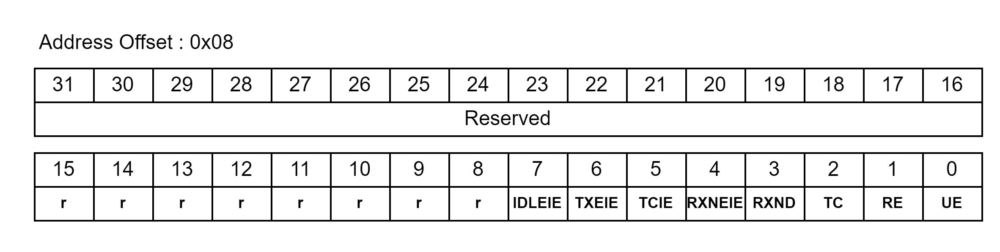 Address Offset : 0x08
31 30 29 28 27 26 25 24 23 22 21 20 19 18 17 16
Reserved
15 14 13 12 11 10 9 8 7 6 5 4 3 2 1 0
r r r r r r r r IDLEIE TXEIE TCIE RXNEIE RXND TC RE UE